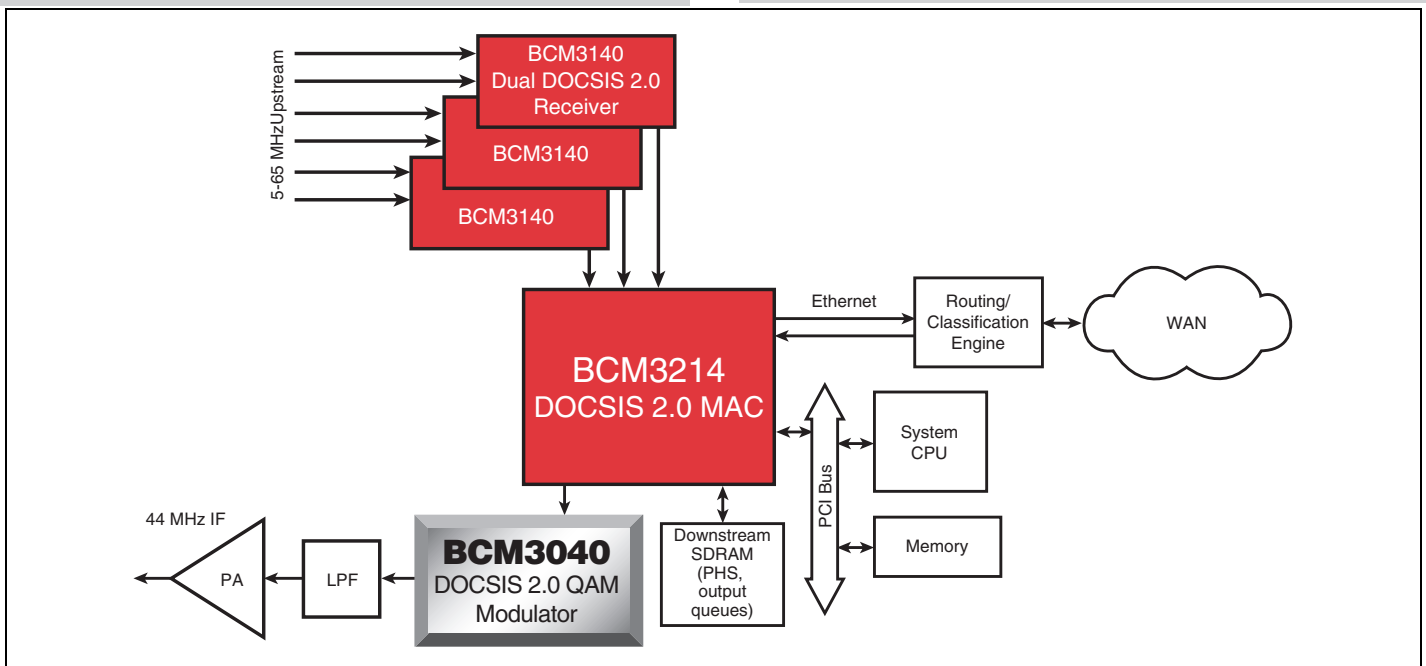 5-65 MHzUpstream
BCM3140
Dual DOCSIS 2.0
Receiver
BCM3140
BCM3140
BCM3214
DOCSIS 2.0 MAC
Ethernet
Routing/
Classification
Engine
WAN
PCI Bus
System
CPU
Memory
44 MHz IF
PA
LPF
BCM3040
DOCSIS 2.0 QAM
Modulator
Downstream
SDRAM
(PHS,
output
queues)